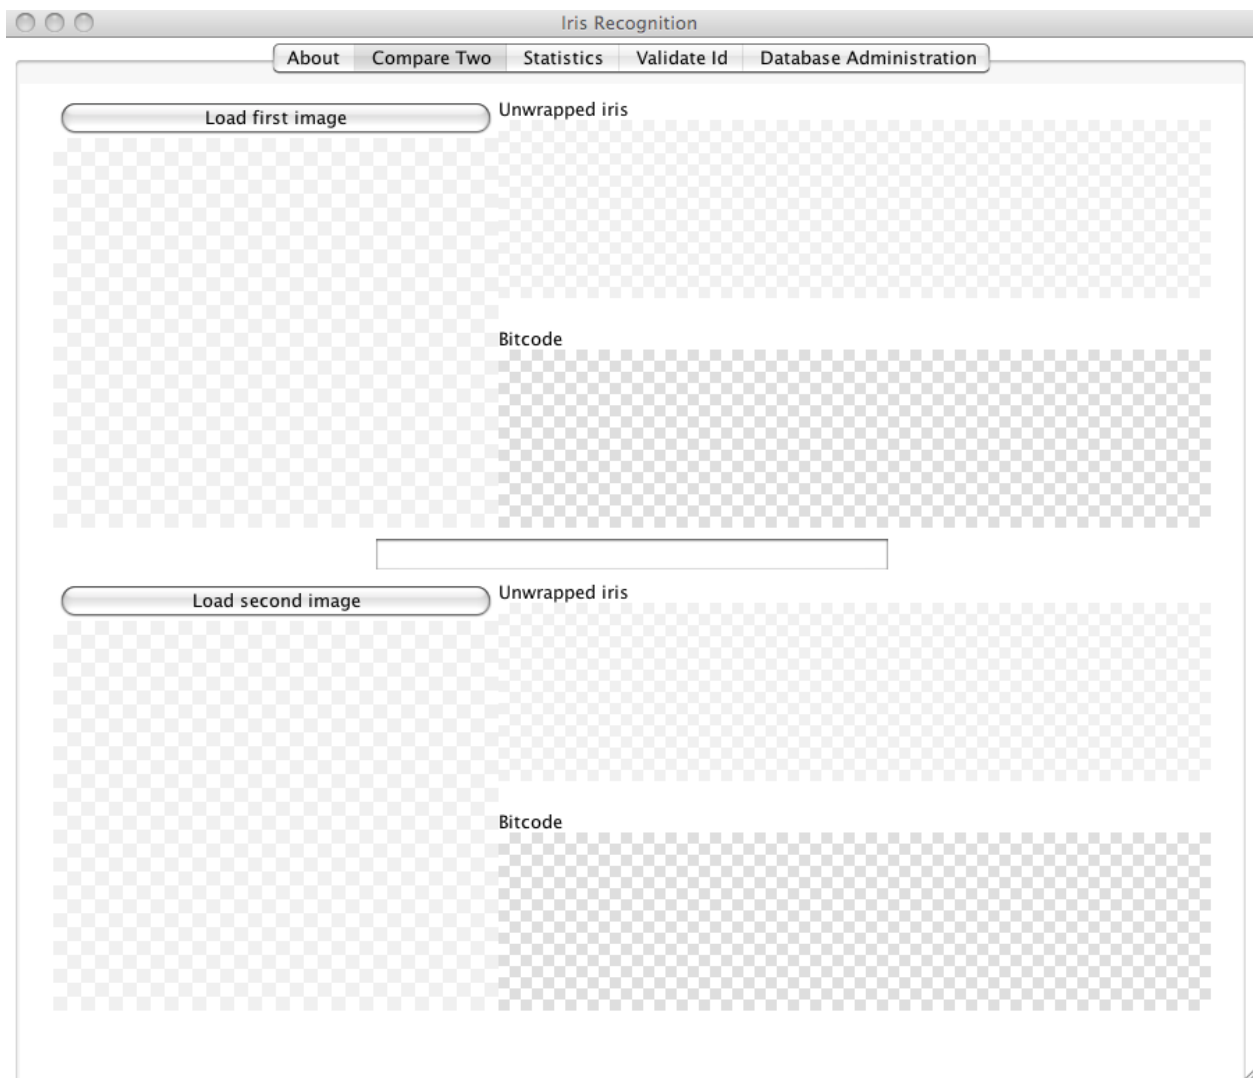 Iris Recognition
About Compare Two Statistics Validate Id Database Administration
Load first image
Unwrapped iris
Bitcode
Load second image
Unwrapped iris
Bitcode